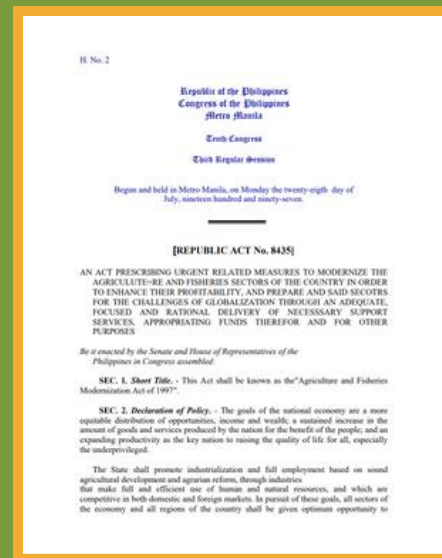 H. No. 2
Republic of the Philippines
Congress of the Philippines
Metro Manila
Tenth Congress
Third Regular Session
Begun and held in Metro Manila, on Monday the twenty-eigth day of
July, nineteen hundred and ninety-seven.
[REPUBLIC ACT No. 8435]
AN ACT PRESCRIBING URGENT RELATED MEASURES TO MODERNIZE THE
AGRICULUTE=RE AND FISHERIES SECTORS OF THE COUNTRY IN ORDER
TO ENHANCE THEIR PROFITABILITY, AND PREPARE AND SAID SECOTRS
FOR THE CHALLENGES OF GLOBALIZATION THROUGH AN ADEQUATE,
FOCUSED AND RATIONAL DELIVERY OF NECESSSARY SUPPORT
SERVICES, APPROPRIATING FUNDS THEREFOR AND FOR OTHER
PURPOSES
Be it enacted by the Senate and House of Representatives of the
Philippines in Congress assembled:
SEC. 1. Short Title. - This Act shall be known as the"Agriculture and Fisheries
Modernization Act of 1997".
SEC. 2. Declaration of Policy. - The goals of the national economy are a more
equitable distribution of opportunities, income and wealth; a sustained increase in the
amount of goods and services produced by the nation for the benefit of the people; and an
expanding productivity as the key nation to raising the quality of life for all, especially
the underprivileged.
The State shall promote industrialization and full employment based on sound
agricultural development and agrarian reform, through industries
that make full and efficient use of human and natural resources, and which are
competitive in both domestic and foreign markets. In pursuit of these goals, all sectors of
the economy and all regions of the country shall be given optimum opportunity to